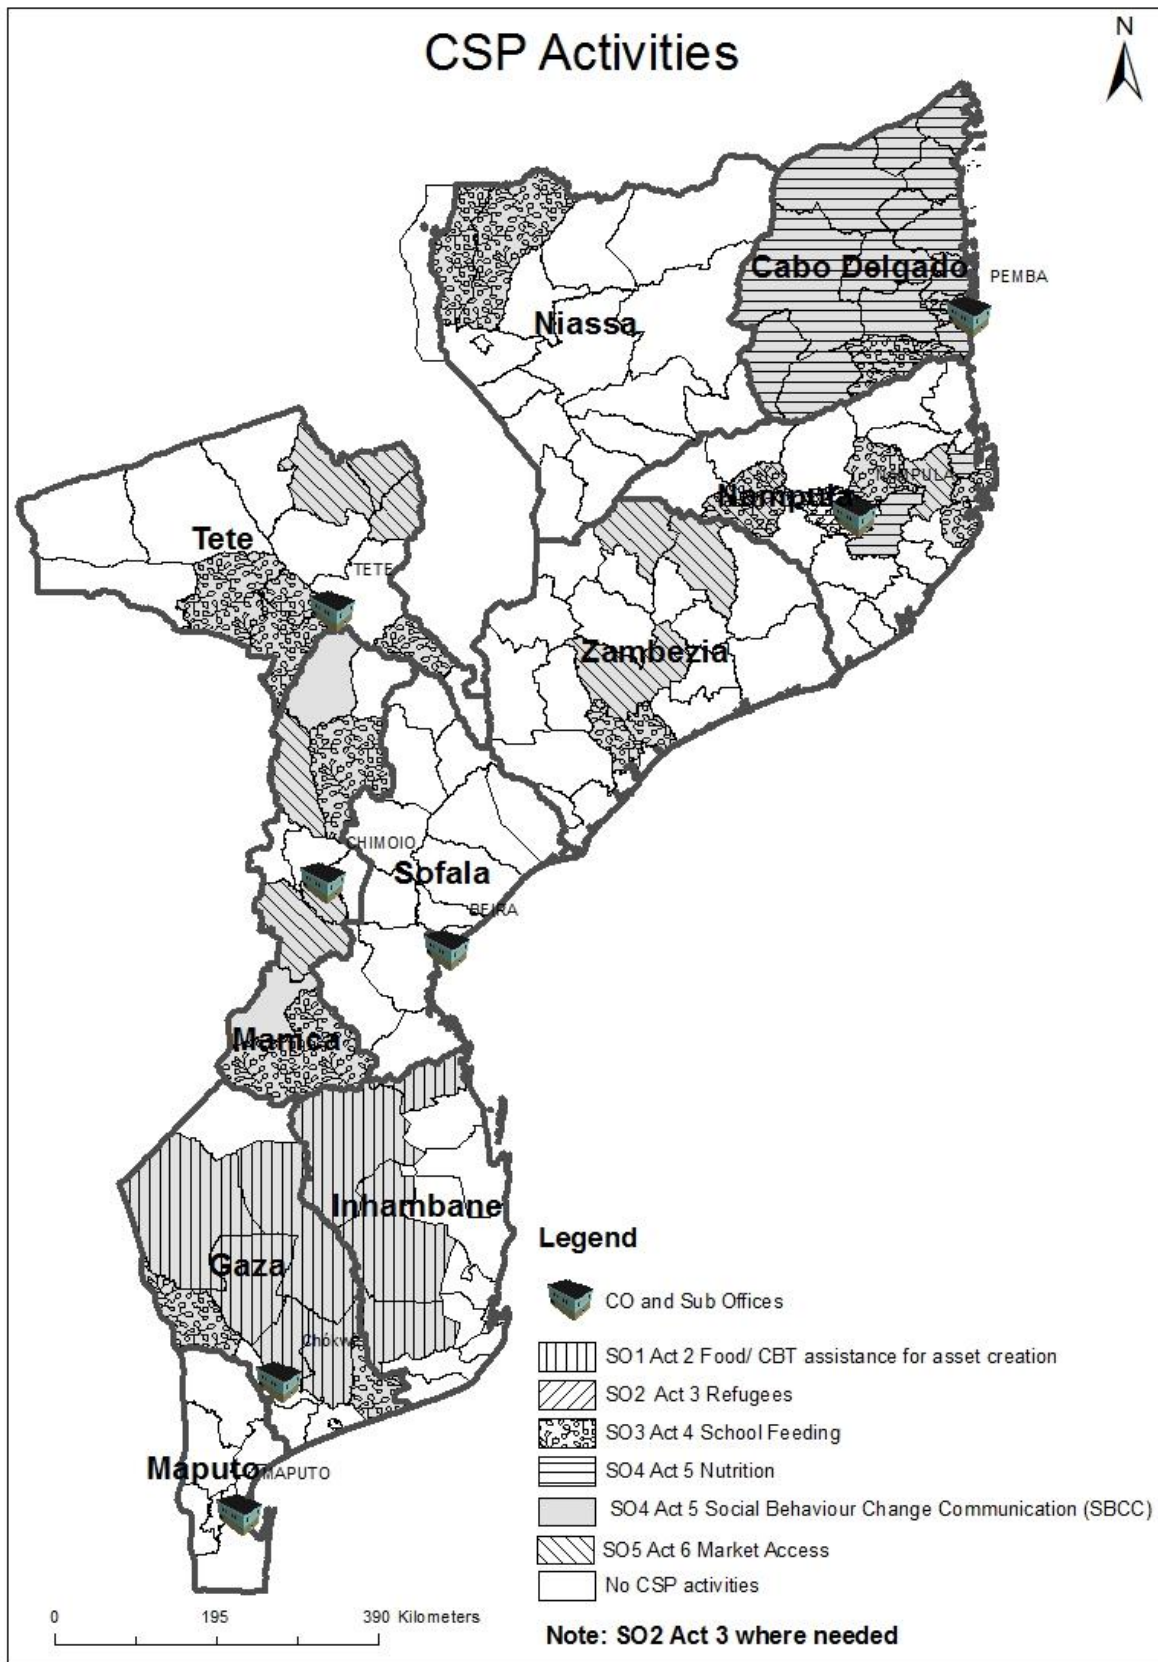 CSP Activities
N
Cabo Delgado
PEMBA
Niassa
NAMPULA
Nampula
Tete
TETE
Zambezia
CHIMOIO
Sofala
BEIRA
Manica
Inhambane
Gaza
Chókwe
Maputo
MAPUTO
Legend
CO and Sub Offices
SO1 Act 2 Food/ CBT assistance for asset creation
SO2 Act 3 Refugees
SO3 Act 4 School Feeding
SO4 Act 5 Nutrition
SO4 Act 5 Social Behaviour Change Communication (SBCC)
SO5 Act 6 Market Access
No CSP activities
0 195 390 Kilometers
Note: SO2 Act 3 where needed